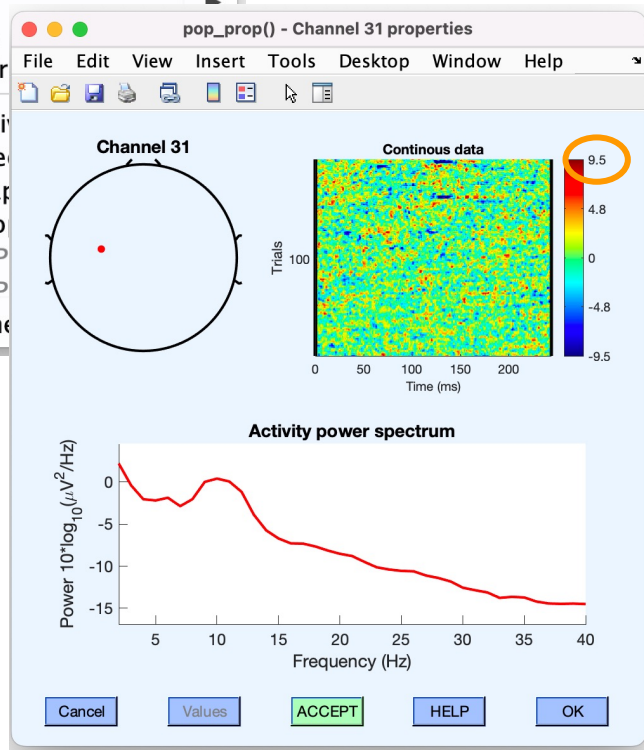 pop_prop() - Channel 31 properties
File Edit View Insert Tools Desktop Window Help
Channel 31
Continous data
9.5
4.8
0
-4.8
-9.5
Trials
100
0 50 100 150 200
Time (ms)
Activity power spectrum
Power 10*log10(μV2/Hz)
0
-5
-10
-15
5 10 15 20 25 30 35 40
Frequency (Hz)
Cancel Values ACCEPT HELP OK